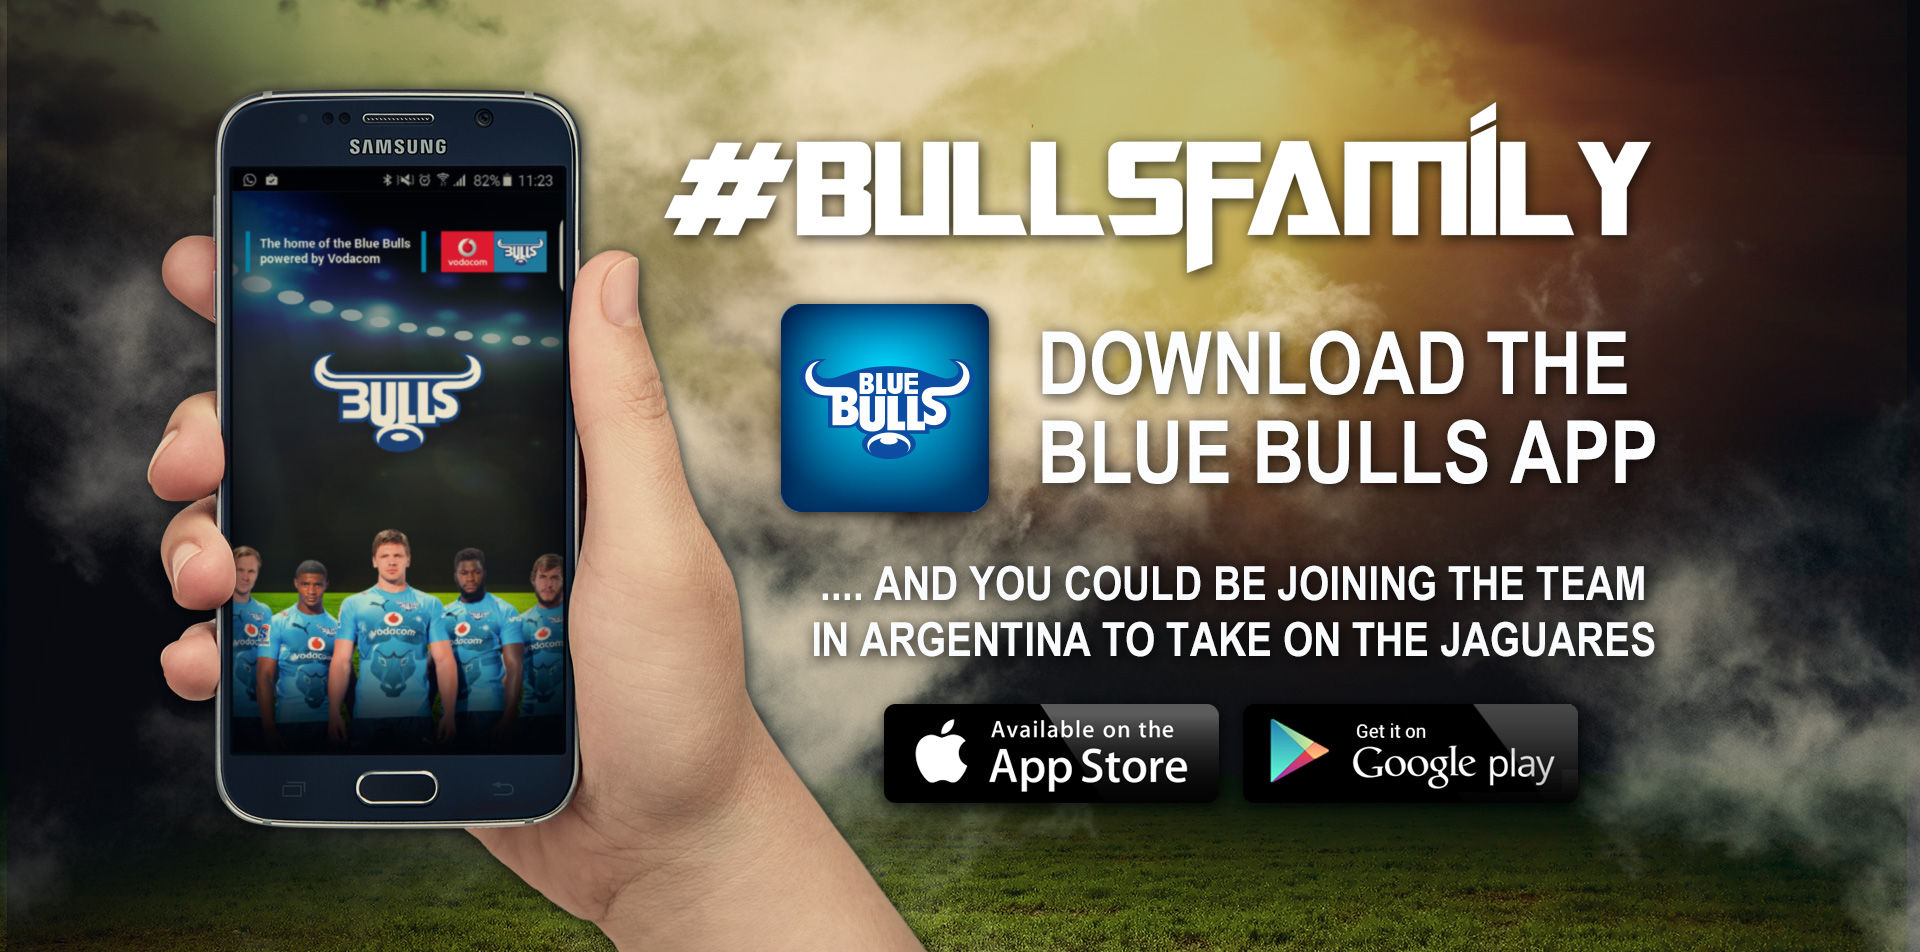 SAMSUNG
82% 11:23
The home of the Blue Bulls
powered by Vodacom
vodacom
BULLS
BULLS
vodacom
vodacom
#BULLSFAMILY
BLUE
BULLS
DOWNLOAD THE
BLUE BULLS APP
.... AND YOU COULD BE JOINING THE TEAM
IN ARGENTINA TO TAKE ON THE JAGUARES
Available on the
App Store
Get it on
Google play